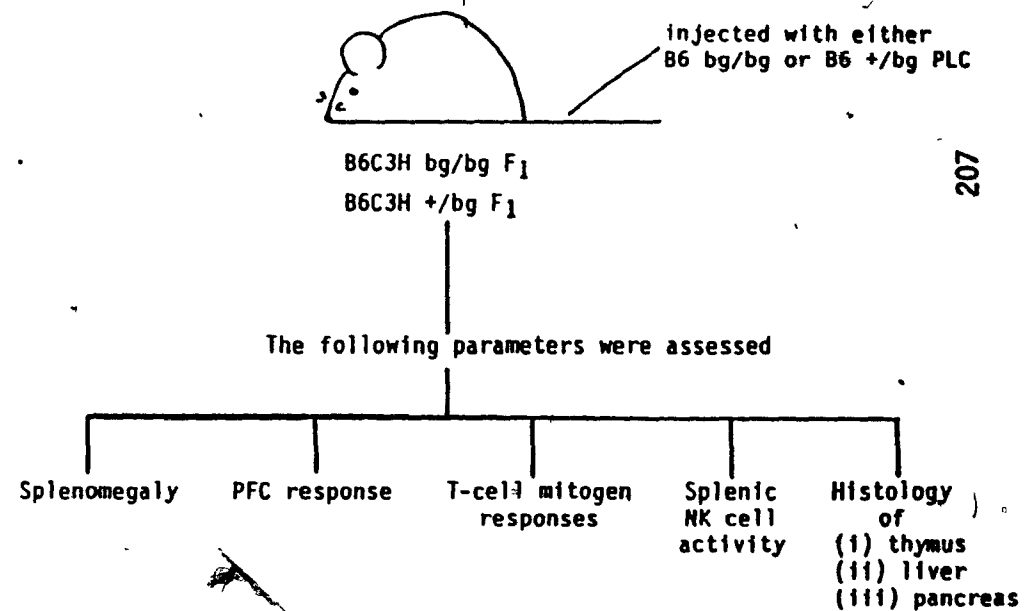 injected with either
B6 bg/bg or B6 +/bg PLC
B6C3H bg/bg F1
B6C3H +/bg F1
207
The following parameters were assessed
Splenomegaly
PFC response
T-cell mitogen
responses
Splenic
NK cell
activity
Histology
of
(i) thymus
(ii) liver
(iii) pancreas